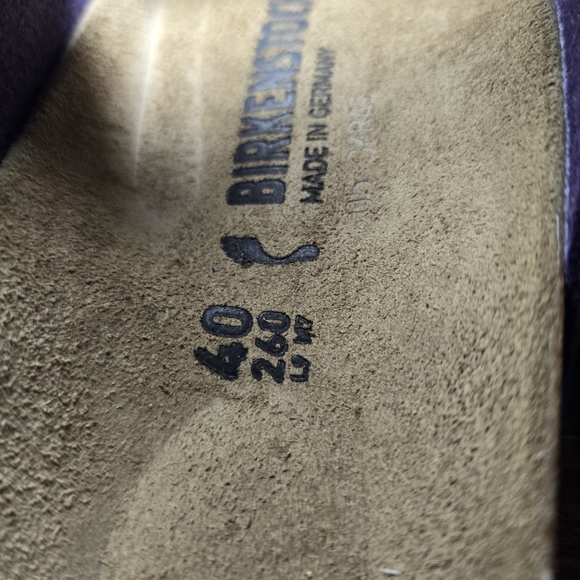 BIRKENSTOCK
MADE IN GERMANY
40
260
L9 M7